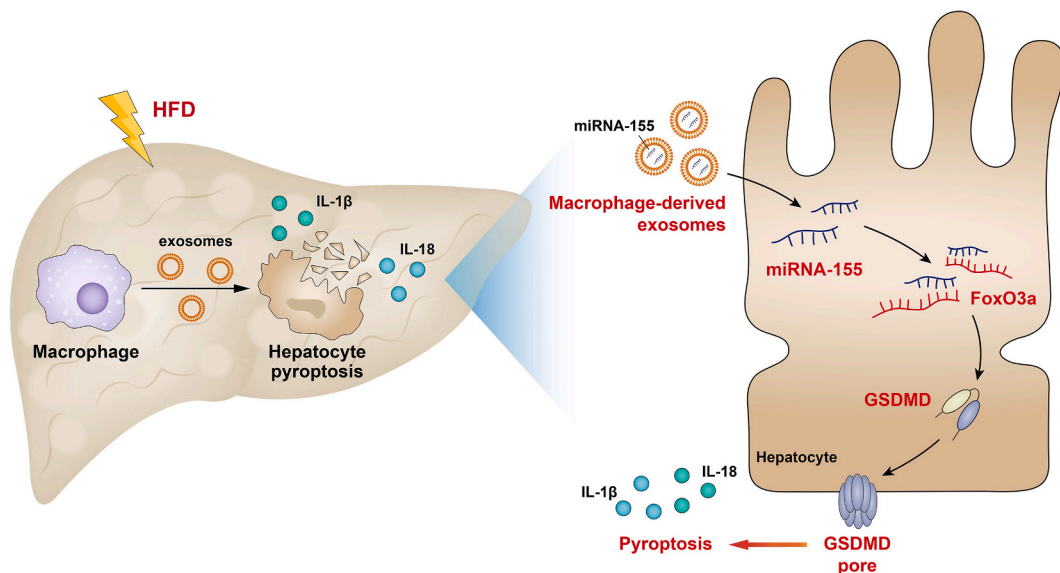 HFD
IL-1β
exosomes
IL-18
Macrophage
Hepatocyte
pyroptosis
miRNA-155
Macrophage-derived
exosomes
miRNA-155
FoxO3a
GSDMD
Hepatocyte
IL-18
IL-1β
Pyroptosis
GSDMD
pore